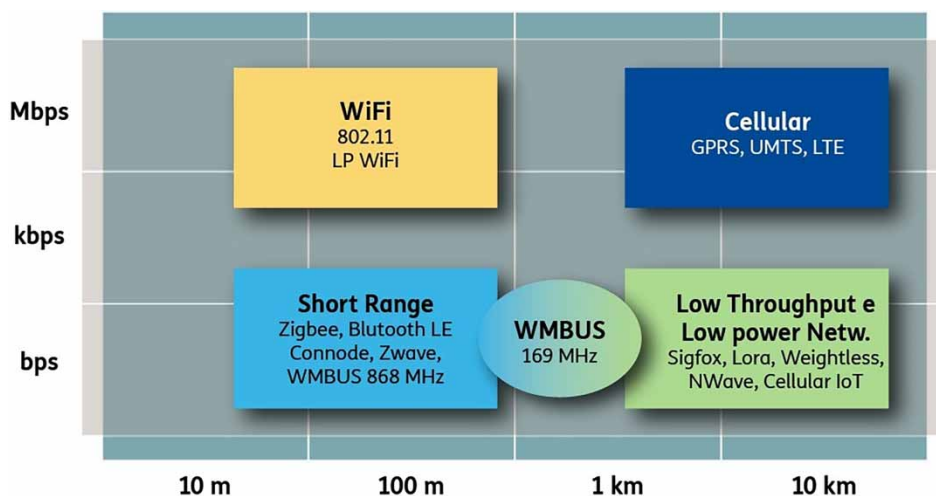 Mbps
WiFi
802.11
LP WiFi
Cellular
GPRS, UMTS, LTE
kbps
bps
Short Range
Zigbee, Blutooth LE
Connode, Zwave,
WMBUS 868 MHz
WMBUS
169 MHz
Low Throughput e
Low power Netw.
Sigfox, Lora, Weightless,
NWave, Cellular IoT
10 m
100 m
1 km
10 km